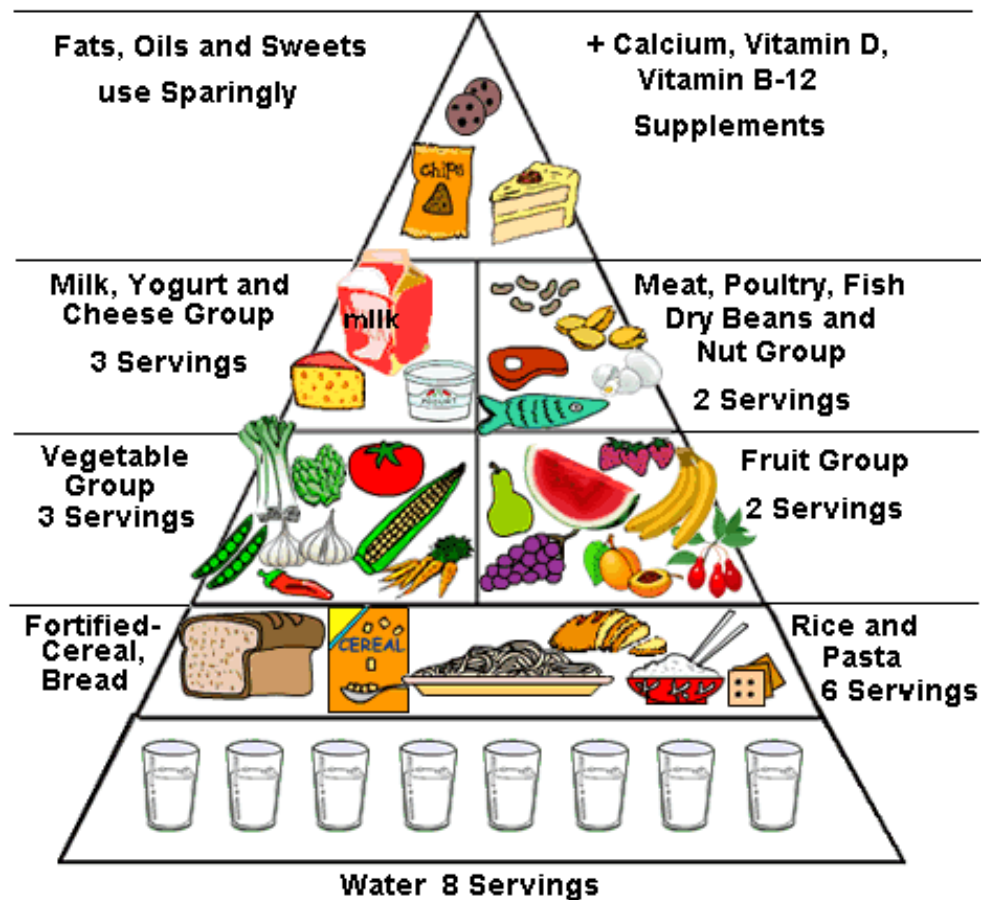 Fats, Oils and Sweets
use Sparingly
+ Calcium, Vitamin D,
Vitamin B-12
Supplements
chips
Milk, Yogurt and
Cheese Group
3 Servings
milk
YOGURT
Meat, Poultry, Fish
Dry Beans and
Nut Group
2 Servings
Vegetable
Group
3 Servings
Fruit Group
2 Servings
Fortified-
Cereal,
Bread
CEREAL
Rice and
Pasta
6 Servings
Water 8 Servings